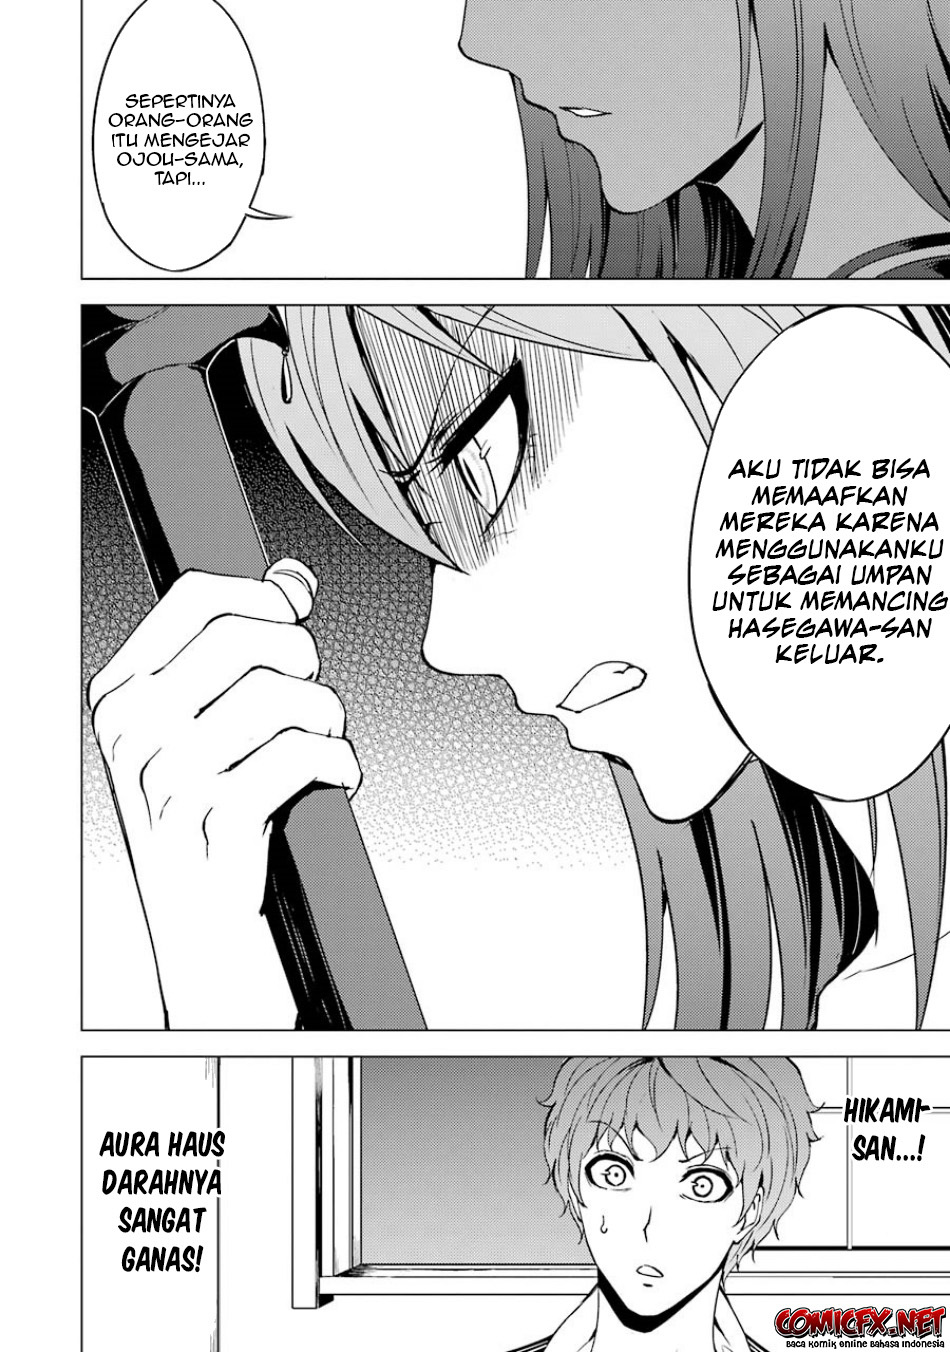 SEPERTINYA
ORANG-ORANG
ITU MENGEJAR
OJOU-SAMA,
TAPI...
AKU TIDAK BISA
MEMAAFKAN
MEREKA KARENA
MENGGUNAKANKU
SEBAGAI UMPAN
UNTUK MEMANCING
HASEGAWA-SAN
KELUAR.
HIKAMI-
SAN...!
AURA HAUS
DARAHNYA
SANGAT
GANAS!
COMICFX.NET
Baca komik online bahasa Indonesia